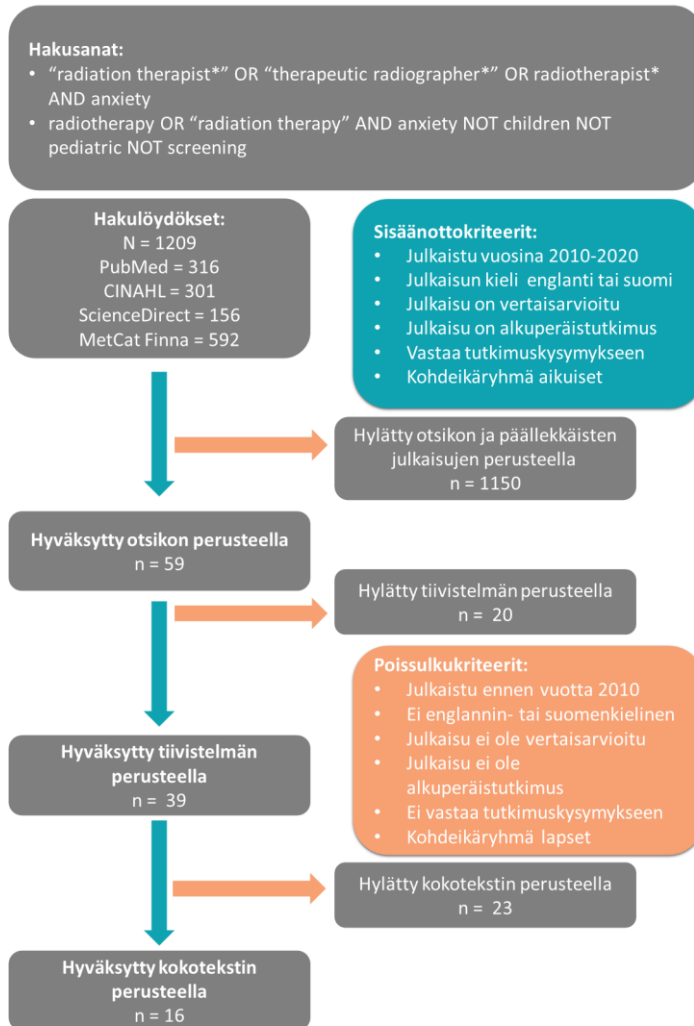 Hakusanat:
• “radiation therapist*” OR “therapeutic radiographer*” OR radiotherapist*
AND anxiety
• radiotherapy OR “radiation therapy” AND anxiety NOT children NOT
pediatric NOT screening
Hakulöydökset:
N = 1209
PubMed = 316
CINAHL = 301
ScienceDirect = 156
MetCat Finna = 592
Sisäänottokriteerit:
• Julkaistu vuosina 2010-2020
• Julkaisun kieli englanti tai suomi
• Julkaisu on vertaisarvioitu
• Julkaisu on alkuperäistutkimus
• Vastaa tutkimuskysymykseen
• Kohdeikäryhmä aikuiset
Hylätty otsikon ja päällekkäisten
julkaisujen perusteella
n = 1150
Hyväksytty otsikon perusteella
n = 59
Hylätty tiivistelmän perusteella
n = 20
Poissulkukriteerit:
• Julkaistu ennen vuotta 2010
• Ei englannin- tai suomenkielinen
• Julkaisu ei ole vertaisarvioitu
• Julkaisu ei ole
alkuperäistutkimus
• Ei vastaa tutkimuskysymykseen
• Kohdeikäryhmä lapset
Hyväksytty tiivistelmän
perusteella
n = 39
Hylätty kokotekstin perusteella
n = 23
Hyväksytty kokotekstin
perusteella
n = 16